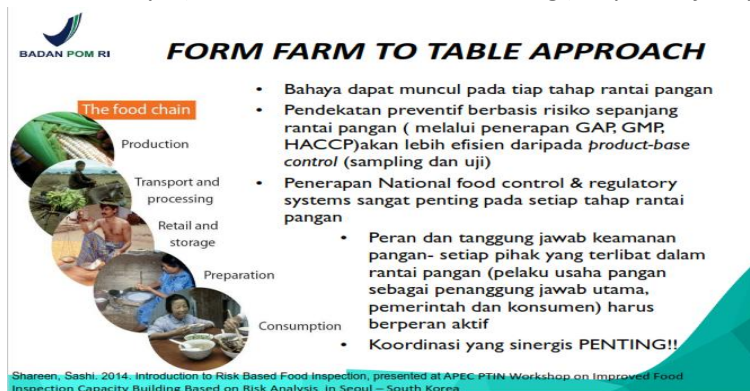 BADAN POM RI
FORM FARM TO TABLE APPROACH
The food chain
Production
Transport and
processing
Retail and
storage
Preparation
Consumption
• Bahaya dapat muncul pada tiap tahap rantai pangan
• Pendekatan preventif berbasis risiko sepanjang
rantai pangan ( melalui penerapan GAP, GMP,
HACCP)akan lebih efisien daripada product-base
control (sampling dan uji)
• Penerapan National food control & regulatory
systems sangat penting pada setiap tahap rantai
pangan
• Peran dan tanggung jawab keamanan
pangan- setiap pihak yang terlibat dalam
rantai pangan (pelaku usaha pangan
sebagai penanggung jawab utama,
pemerintah dan konsumen) harus
berperan aktif
• Koordinasi yang sinergis PENTING!!
Shareen, Sashi. 2014. Introduction to Risk Based Food Inspection, presented at APEC PTIN Workshop on Improved Food
Inspection Capacity Building Based on Risk Analysis, in Seoul – South Korea